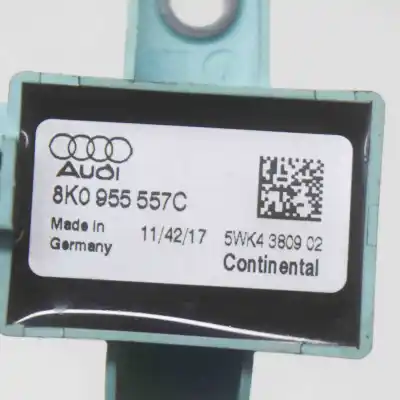 Audi
8K0 955 557C
Made in
Germany
11/42/17
5WK4 3809 02
Continental